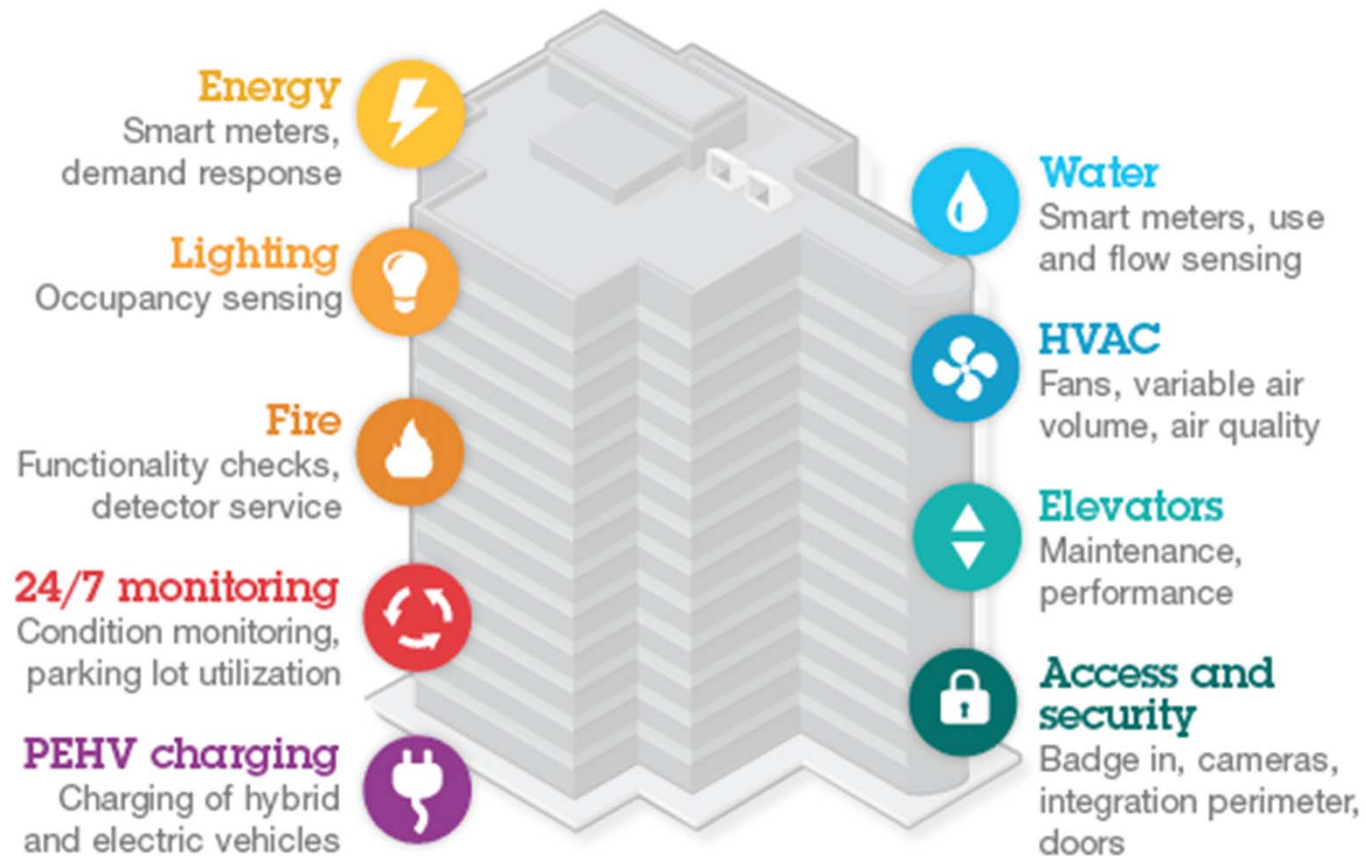 Energy
Smart meters,
demand response
Lighting
Occupancy sensing
Fire
Functionality checks,
detector service
24/7 monitoring
Condition monitoring,
parking lot utilization
PEHV charging
Charging of hybrid
and electric vehicles
Water
Smart meters, use
and flow sensing
HVAC
Fans, variable air
volume, air quality
Elevators
Maintenance,
performance
Access and
security
Badge in, cameras,
integration perimeter,
doors